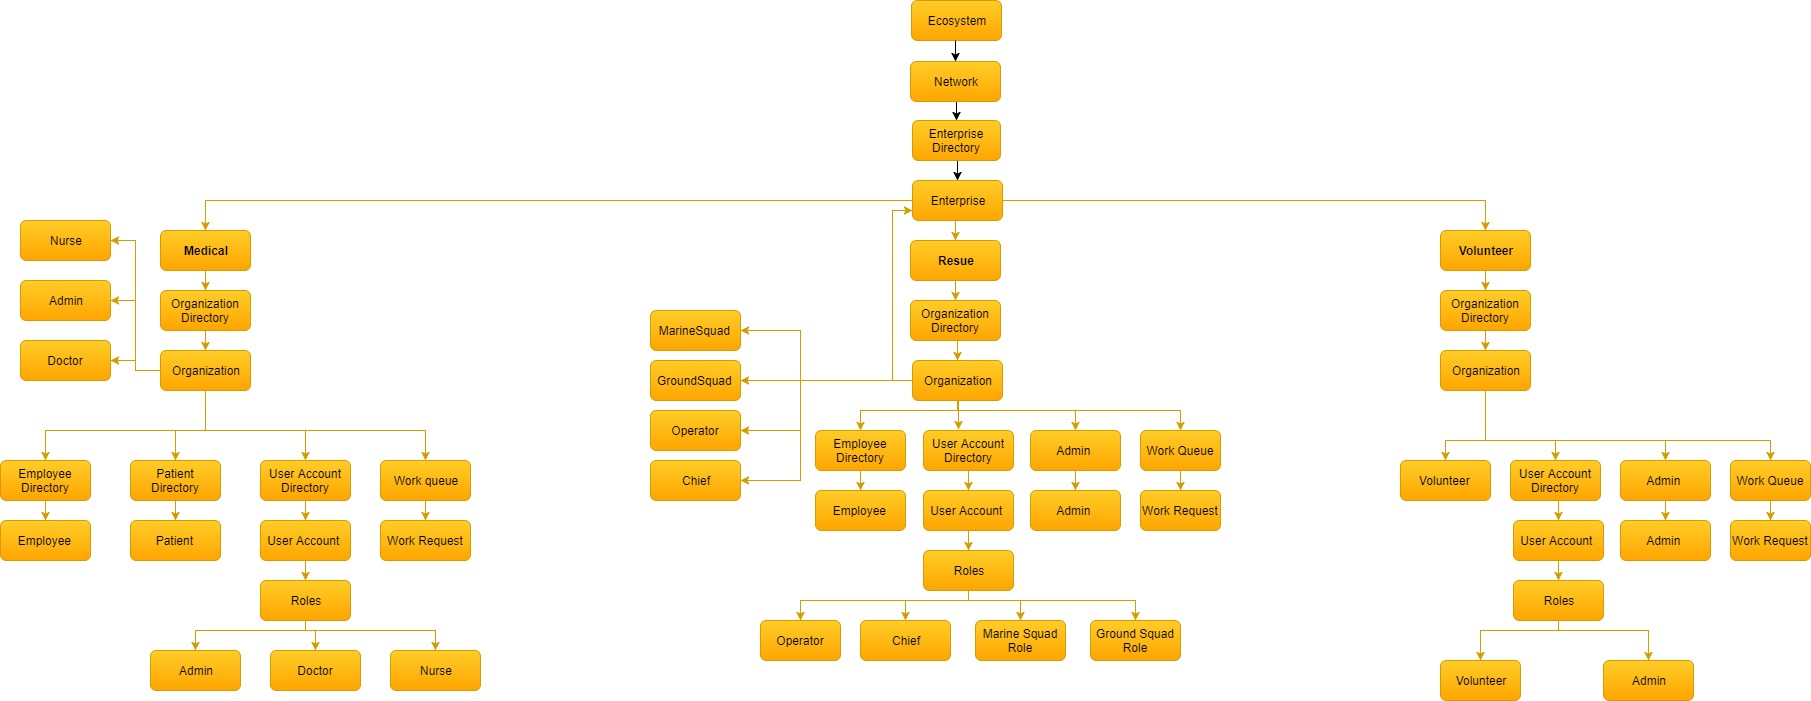 Ecosystem
Network
Enterprise
Directory
Enterprise
Nurse
Medical
Admin
Organization
Directory
Doctor
Organization
Employee
Directory
Patient
Directory
User Account
Directory
Work queue
Employee
Patient
User Account
Work Request
Roles
Admin
Doctor
Nurse
Resue
Organization
Directory
MarineSquad
GroundSquad
Organization
Operator
Chief
Employee
Directory
User Account
Directory
Admin
Work Queue
Employee
User Account
Admin
Work Request
Roles
Operator
Chief
Marine Squad
Role
Ground Squad
Role
Volunteer
Organization
Directory
Organization
Volunteer
User Account
Directory
Admin
Work Queue
User Account
Admin
Work Request
Roles
Volunteer
Admin